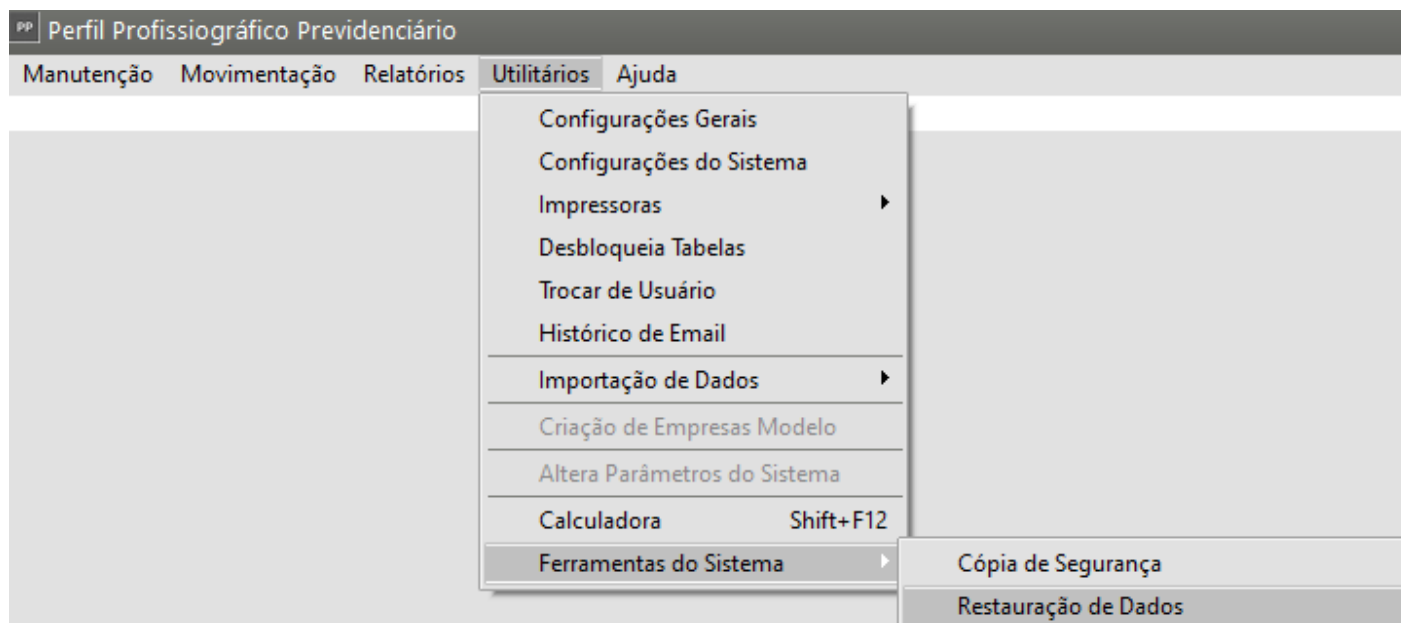 PP Perfil Profissiográfico Previdenciário
Manutenção Movimentação Relatórios Utilitários Ajuda
Configurações Gerais
Configurações do Sistema
Impressoras
Desbloqueia Tabelas
Trocar de Usuário
Histórico de Email
Importação de Dados
Criação de Empresas Modelo
Altera Parâmetros do Sistema
Calculadora Shift+F12
Ferramentas do Sistema
Cópia de Segurança
Restauração de Dados